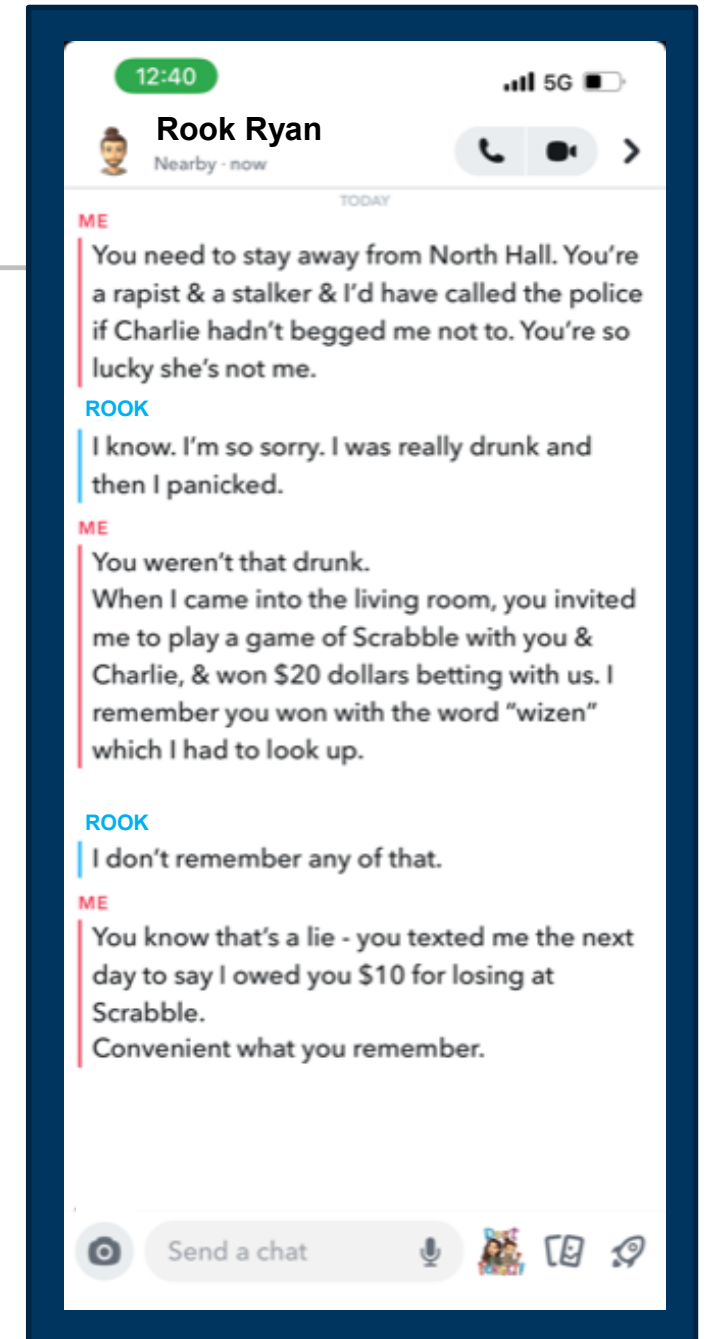 12:40
5G
Rook Ryan
Nearby · now
TODAY
ME
You need to stay away from North Hall. You’re
a rapist & a stalker & I’d have called the police
if Charlie hadn’t begged me not to. You’re so
lucky she’s not me.
ROOK
I know. I’m so sorry. I was really drunk and
then I panicked.
ME
You weren’t that drunk.
When I came into the living room, you invited
me to play a game of Scrabble with you &
Charlie, & won $20 dollars betting with us. I
remember you won with the word “wizen”
which I had to look up.
ROOK
I don’t remember any of that.
ME
You know that’s a lie - you texted me the next
day to say I owed you $10 for losing at
Scrabble.
Convenient what you remember.
Send a chat